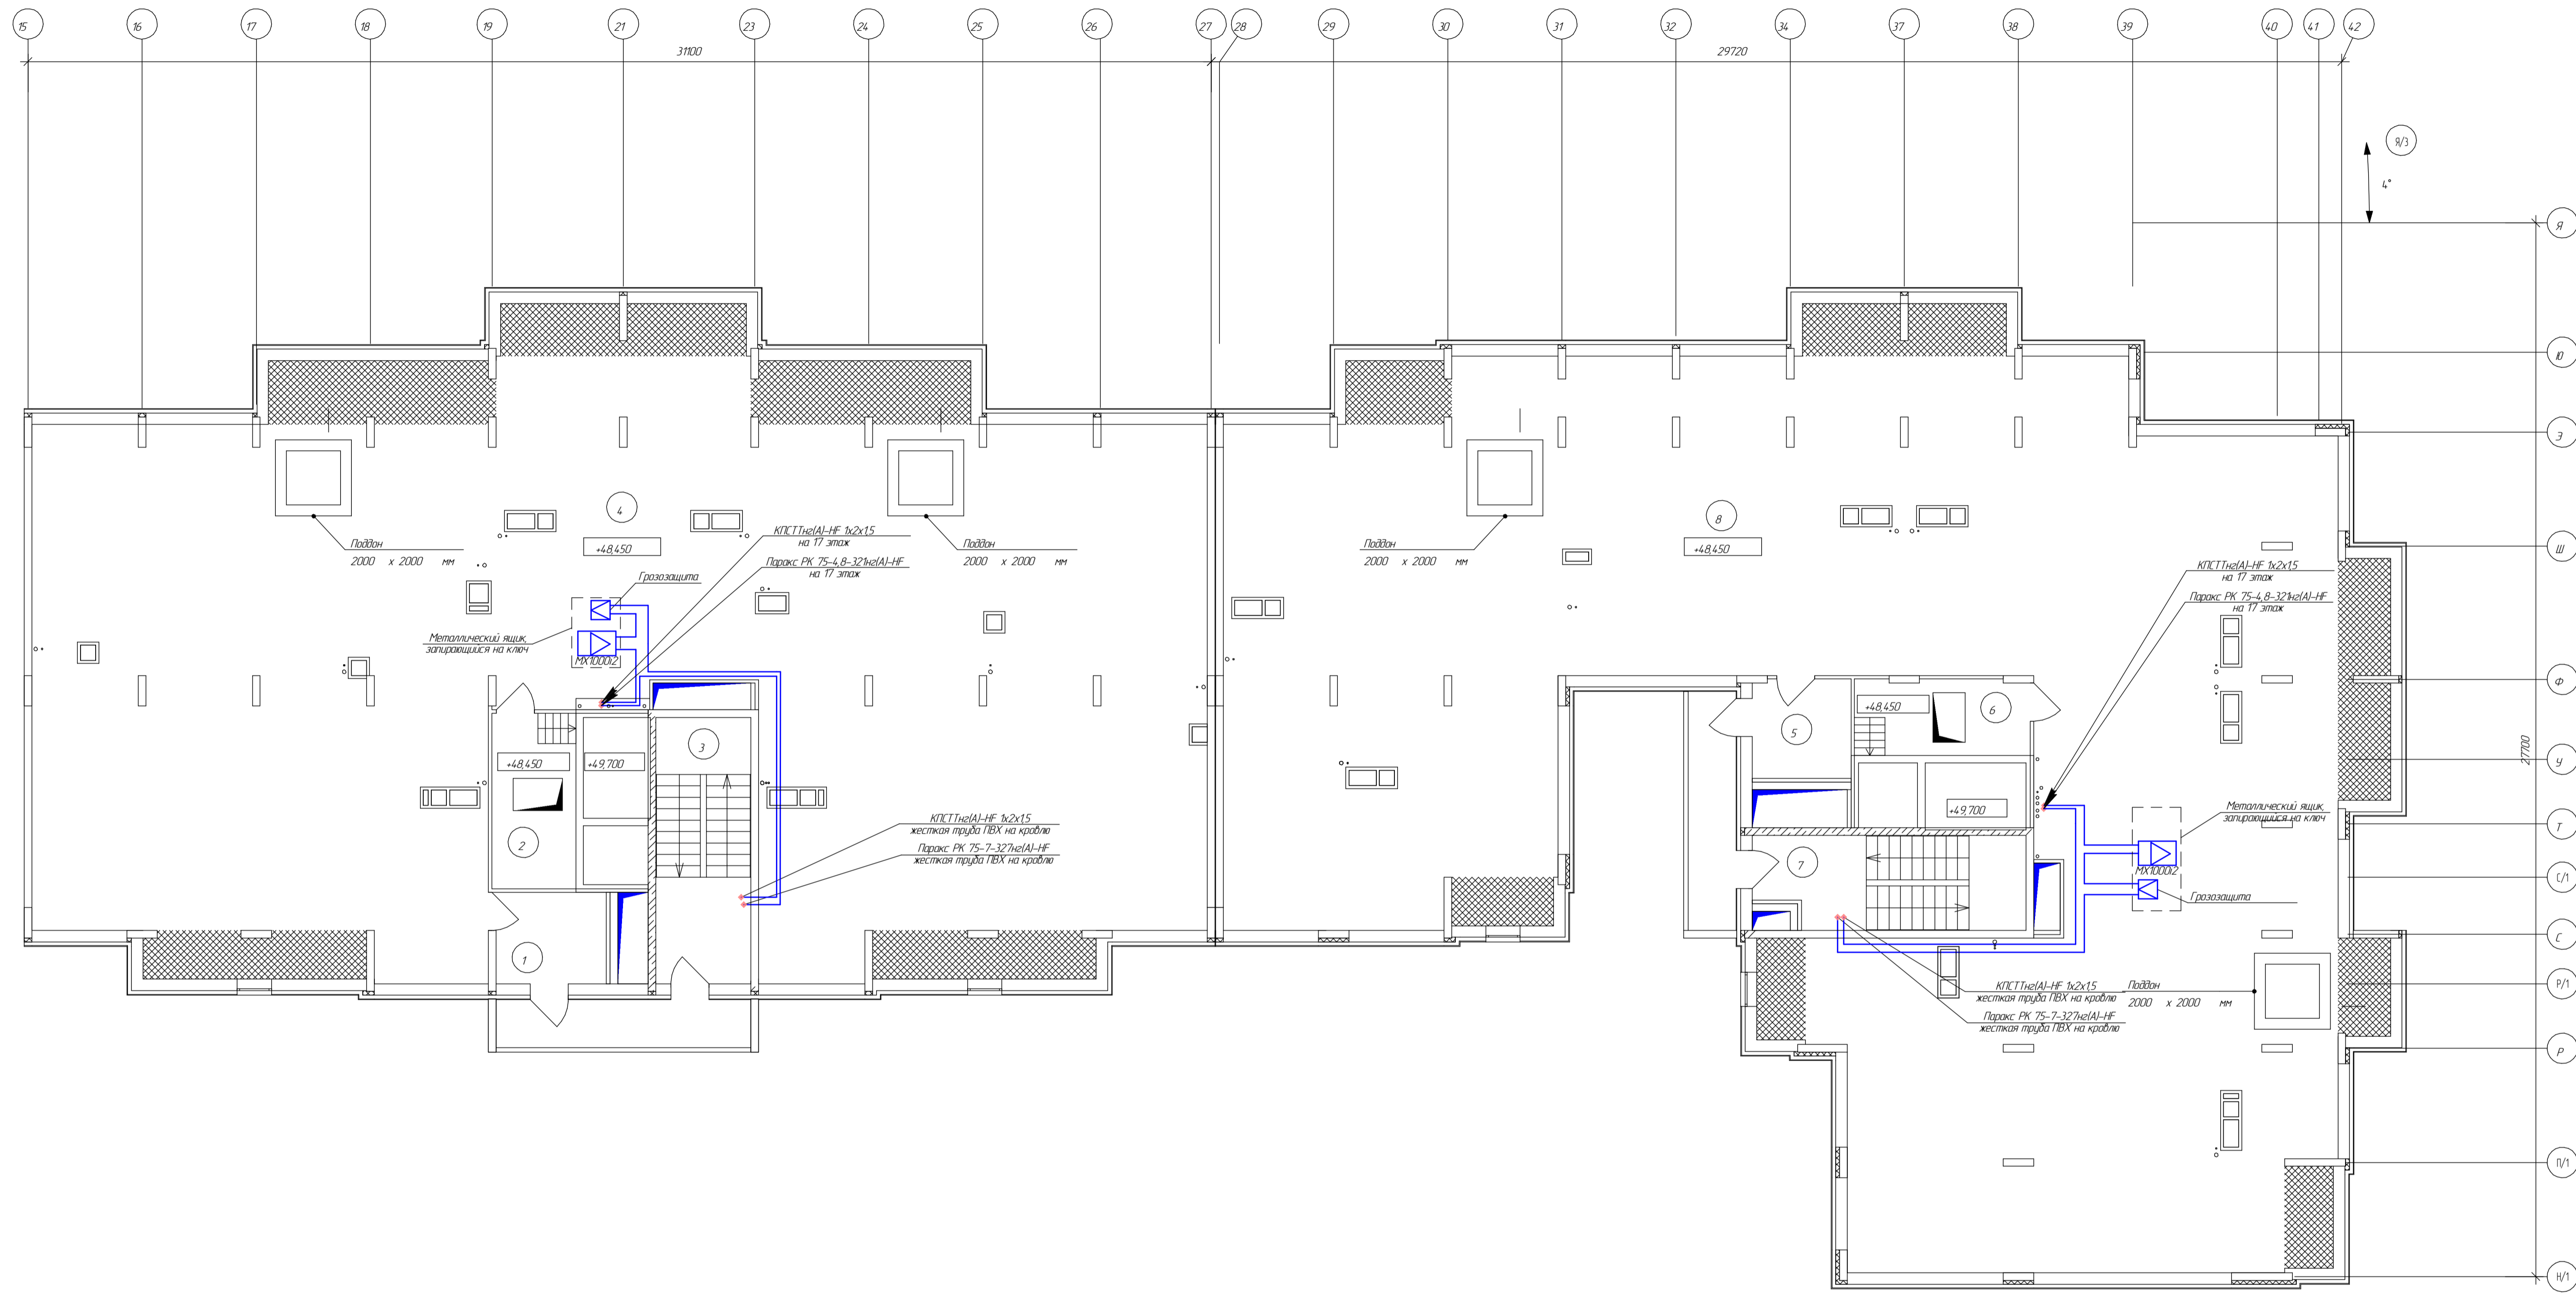 15
16
17
18
19
21
23
24
25
26
27
28
29
30
31
32
34
37
38
39
40
41
42
31100
29720
Я/3
4°
Я
Ю
Э
Ш
Ф
У
Т
С/1
С
Р/1
Р
П/1
Н/1
27700
4
+48,450
Поддон
2000 х 2000 мм
Поддон
2000 х 2000 мм
КПСТТнг(А)-HF 1х2х1,5
на 17 этаж
Паракс РК 75-4,8-321нг(А)-HF
на 17 этаж
Грозозащита
Металлический ящик,
запирающийся на ключ
MX1000i2
3
+48,450
+49,700
2
1
КПСТТнг(А)-HF 1х2х1,5
жесткая труба ПВХ на кровлю
Паракс РК 75-7-327нг(А)-HF
жесткая труба ПВХ на кровлю
Поддон
2000 х 2000 мм
8
+48,450
КПСТТнг(А)-HF 1х2х1,5
на 17 этаж
Паракс РК 75-4,8-321нг(А)-HF
на 17 этаж
+48,450
6
5
+49,700
7
Металлический ящик,
запирающийся на ключ
MX1000i2
Грозозащита
КПСТТнг(А)-HF 1х2х1,5
жесткая труба ПВХ на кровлю
Паракс РК 75-7-327нг(А)-HF
жесткая труба ПВХ на кровлю
Поддон
2000 х 2000 мм